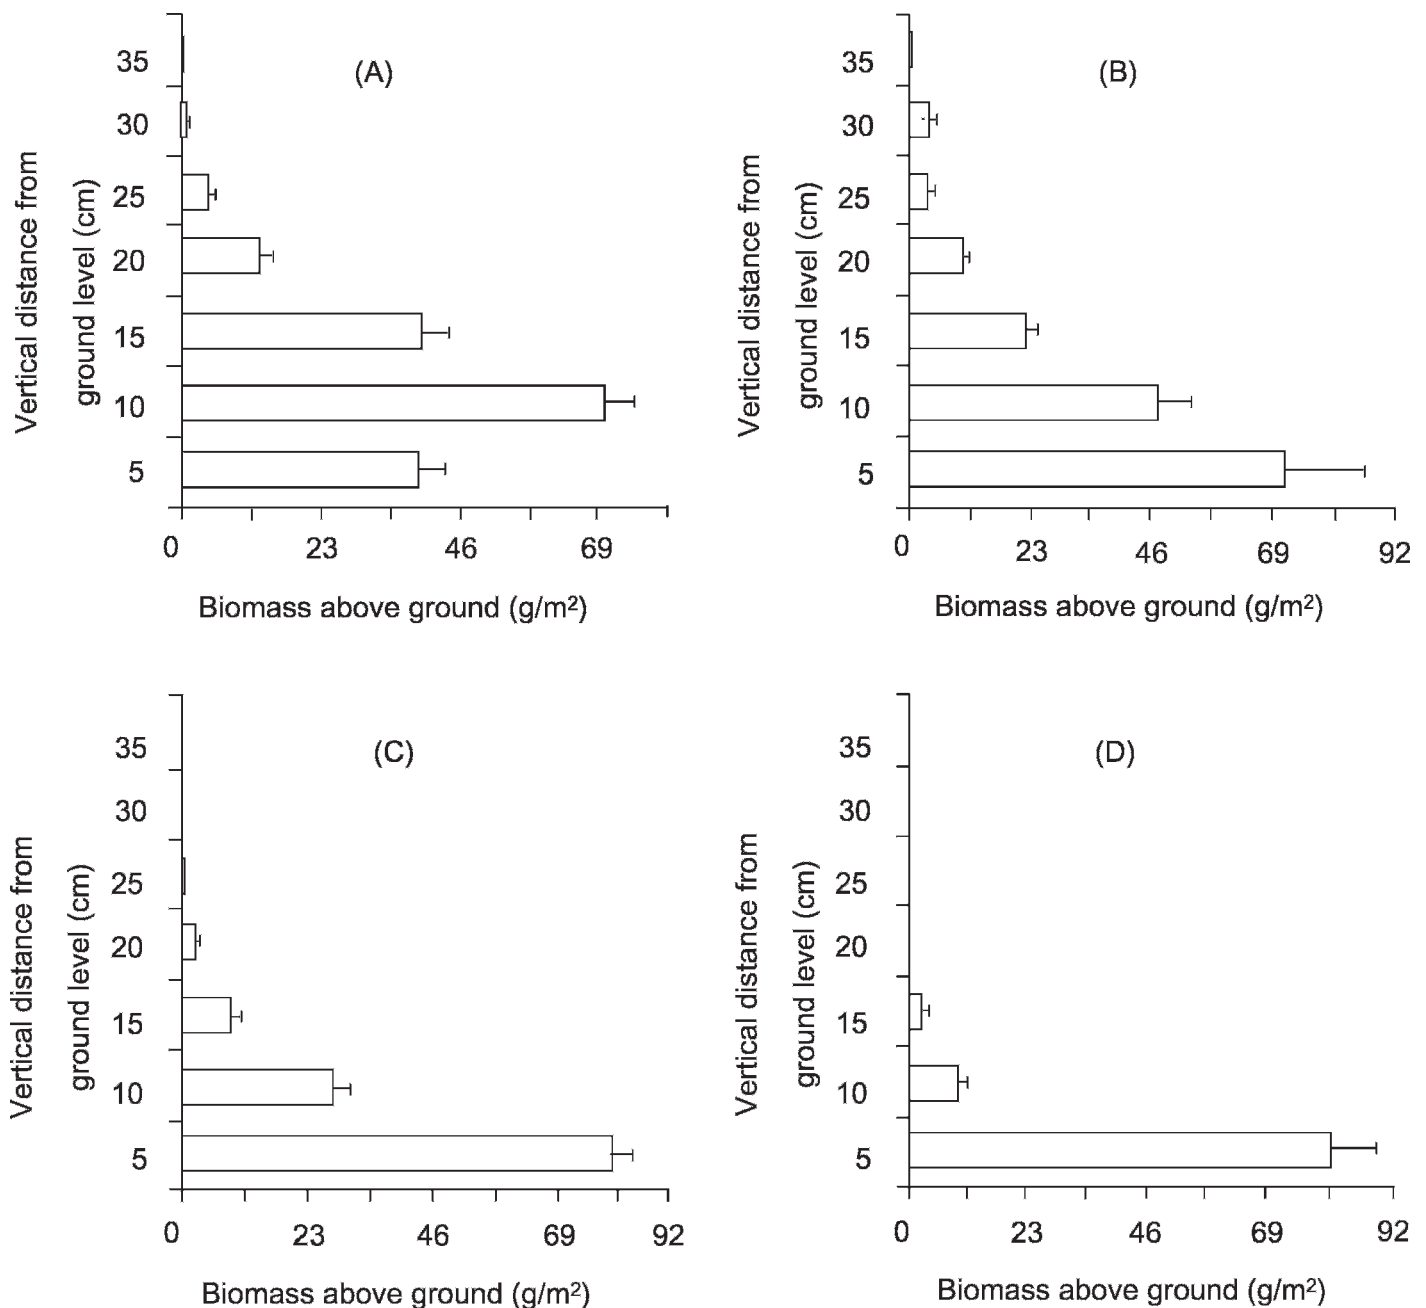 (A)
35
30
25
20
15
10
5
Vertical distance from
ground level (cm)
0 23 46 69
Biomass above ground (g/m²)
(B)
35
30
25
20
15
10
5
Vertical distance from
ground level (cm)
0 23 46 69 92
Biomass above ground (g/m²)
(C)
35
30
25
20
15
10
5
Vertical distance from
ground level (cm)
0 23 46 69 92
Biomass above ground (g/m²)
(D)
35
30
25
20
15
10
5
Vertical distance from
ground level (cm)
0 23 46 69 92
Biomass above ground (g/m²)